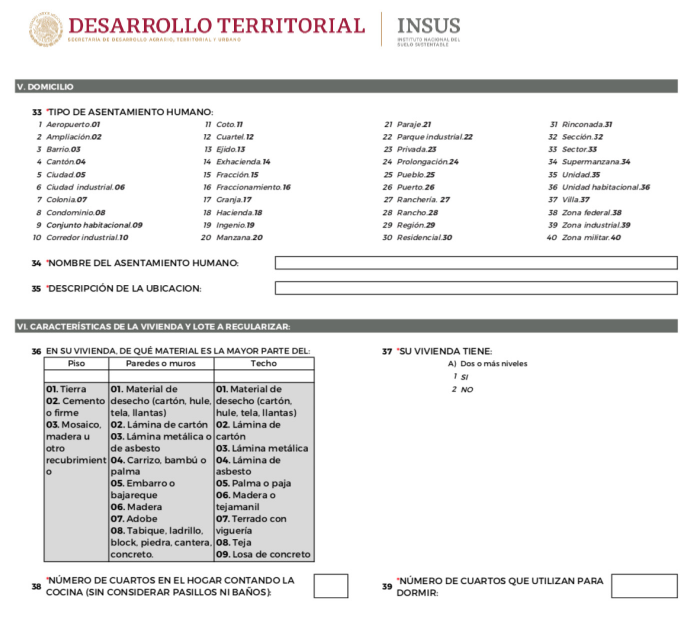 DESARROLLO TERRITORIAL
SECRETARÍA DE DESARROLLO AGRARIO, TERRITORIAL Y URBANO
INSUS
INSTITUTO NACIONAL DEL
SUELO SUSTENTABLE
V. DOMICILIO
33 *TIPO DE ASENTAMIENTO HUMANO:
1 Aeropuerto.01
2 Ampliación.02
3 Barrio.03
4 Cantón.04
5 Ciudad.05
6 Ciudad industrial.06
7 Colonia.07
8 Condominio.08
9 Conjunto habitacional.09
10 Corredor industrial.10
11 Coto.11
12 Cuartel.12
13 Ejido.13
14 Exhacienda.14
15 Fracción.15
16 Fraccionamiento.16
17 Granja.17
18 Hacienda.18
19 Ingenio.19
20 Manzana.20
21 Paraje.21
22 Parque industrial.22
23 Privada.23
24 Prolongación.24
25 Pueblo.25
26 Puerto.26
27 Ranchería. 27
28 Rancho.28
29 Región.29
30 Residencial.30
31 Rinconada.31
32 Sección.32
33 Sector.33
34 Supermanzana.34
35 Unidad.35
36 Unidad habitacional.36
37 Villa.37
38 Zona federal.38
39 Zona industrial.39
40 Zona militar.40
34 *NOMBRE DEL ASENTAMIENTO HUMANO:
35 *DESCRIPCIÓN DE LA UBICACION:
VI. CARACTERÍSTICAS DE LA VIVIENDA Y LOTE A REGULARIZAR:
36 EN SU VIVIENDA, DE QUÉ MATERIAL ES LA MAYOR PARTE DEL:
Piso
01. Tierra
02. Cemento
o firme
03. Mosaico,
madera u
otro
recubrimient
o
Paredes o muros
01. Material de
desecho (cartón, hule,
tela, llantas)
02. Lámina de cartón
03. Lámina metálica o
de asbesto
04. Carrizo, bambú o
palma
05. Embarro o
bajareque
06. Madera
07. Adobe
08. Tabique, ladrillo,
block, piedra, cantera,
concreto.
Techo
01. Material de
desecho (cartón,
hule, tela, llantas)
02. Lámina de
cartón
03. Lámina metálica
04. Lámina de
asbesto
05. Palma o paja
06. Madera o
tejamanil
07. Terrado con
viguería
08. Teja
09. Losa de concreto
37 *SU VIVIENDA TIENE:
A) Dos o más niveles
1 SI
2 NO
38 *NÚMERO DE CUARTOS EN EL HOGAR CONTANDO LA
COCINA (SIN CONSIDERAR PASILLOS NI BAÑOS):
39 *NÚMERO DE CUARTOS QUE UTILIZAN PARA
DORMIR: